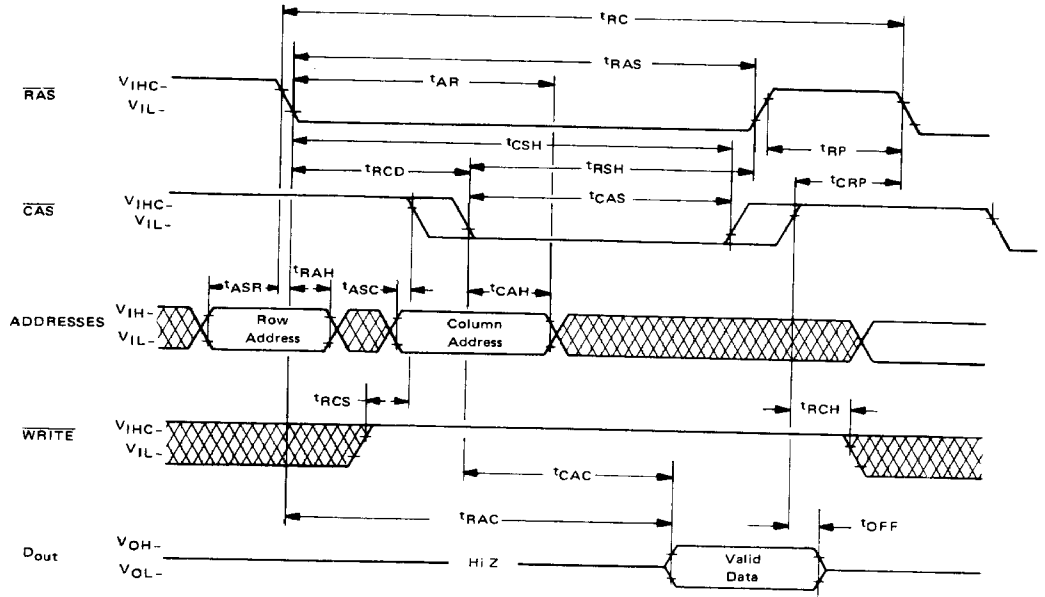 tRC
tRAS
tAR
RAS
VIHC-
VIL-
tCSH
tRP
tRCD
tRSH
tCRP
CAS
VIHC-
VIL-
tCAS
tASR
tRAH
tASC
tCAH
ADDRESSES
VIH-
VIL-
Row
Address
Column
Address
tRCS
tRCH
WRITE
VIHC-
VIL-
tCAC
tRAC
tOFF
Dout
VOH-
VOL-
Hi Z
Valid
Data